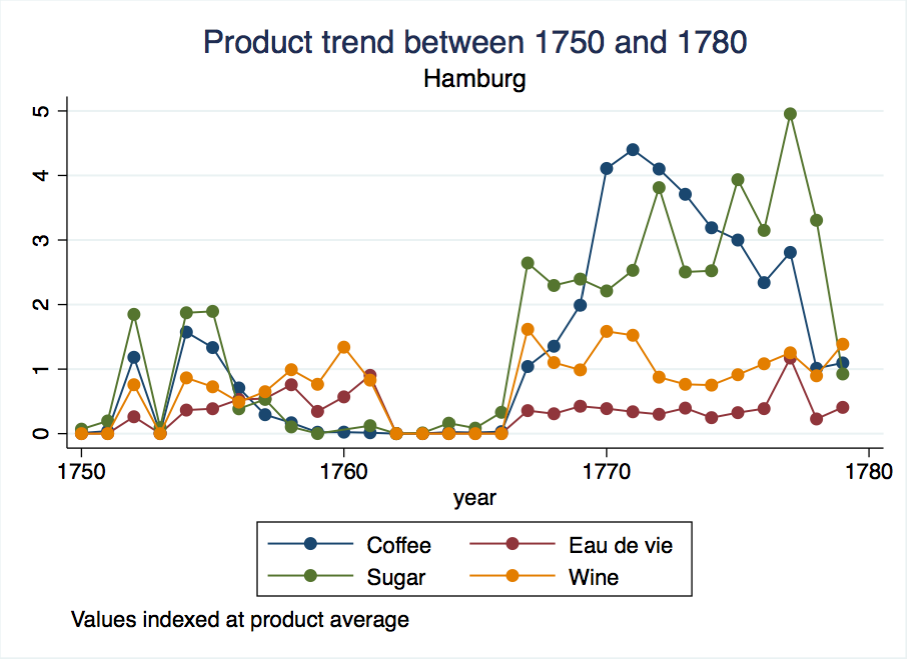 Product trend between 1750 and 1780
Hamburg
5
4
3
2
1
0
1750 1760 1770 1780
year
Coffee Eau de vie
Sugar Wine
Values indexed at product average